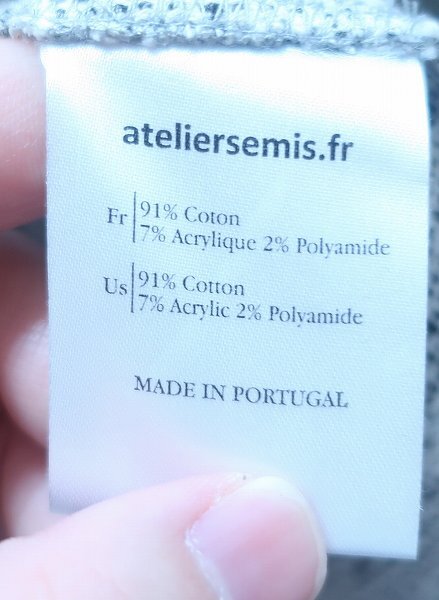 ateliersemis.fr
Fr 91% Coton
7% Acrylique 2% Polyamide
Us 91% Cotton
7% Acrylic 2% Polyamide
MADE IN PORTUGAL